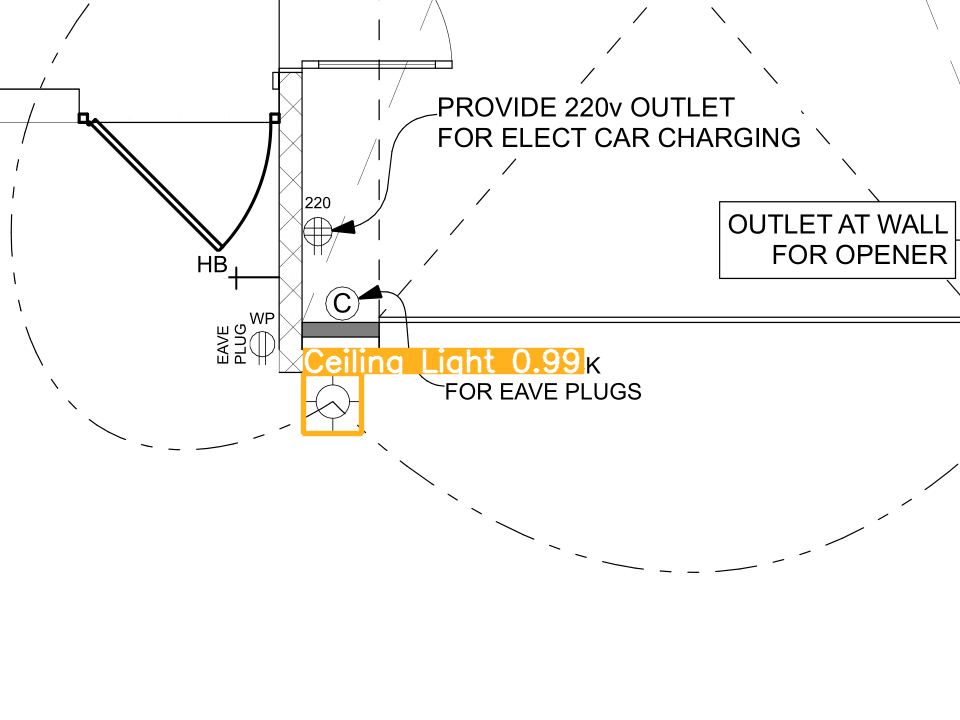 PROVIDE 220v OUTLET
FOR ELECT CAR CHARGING
220
OUTLET AT WALL
FOR OPENER
HB
C
WP
EAVE
PLUG
Ceiling Light 0.99
K
FOR EAVE PLUGS